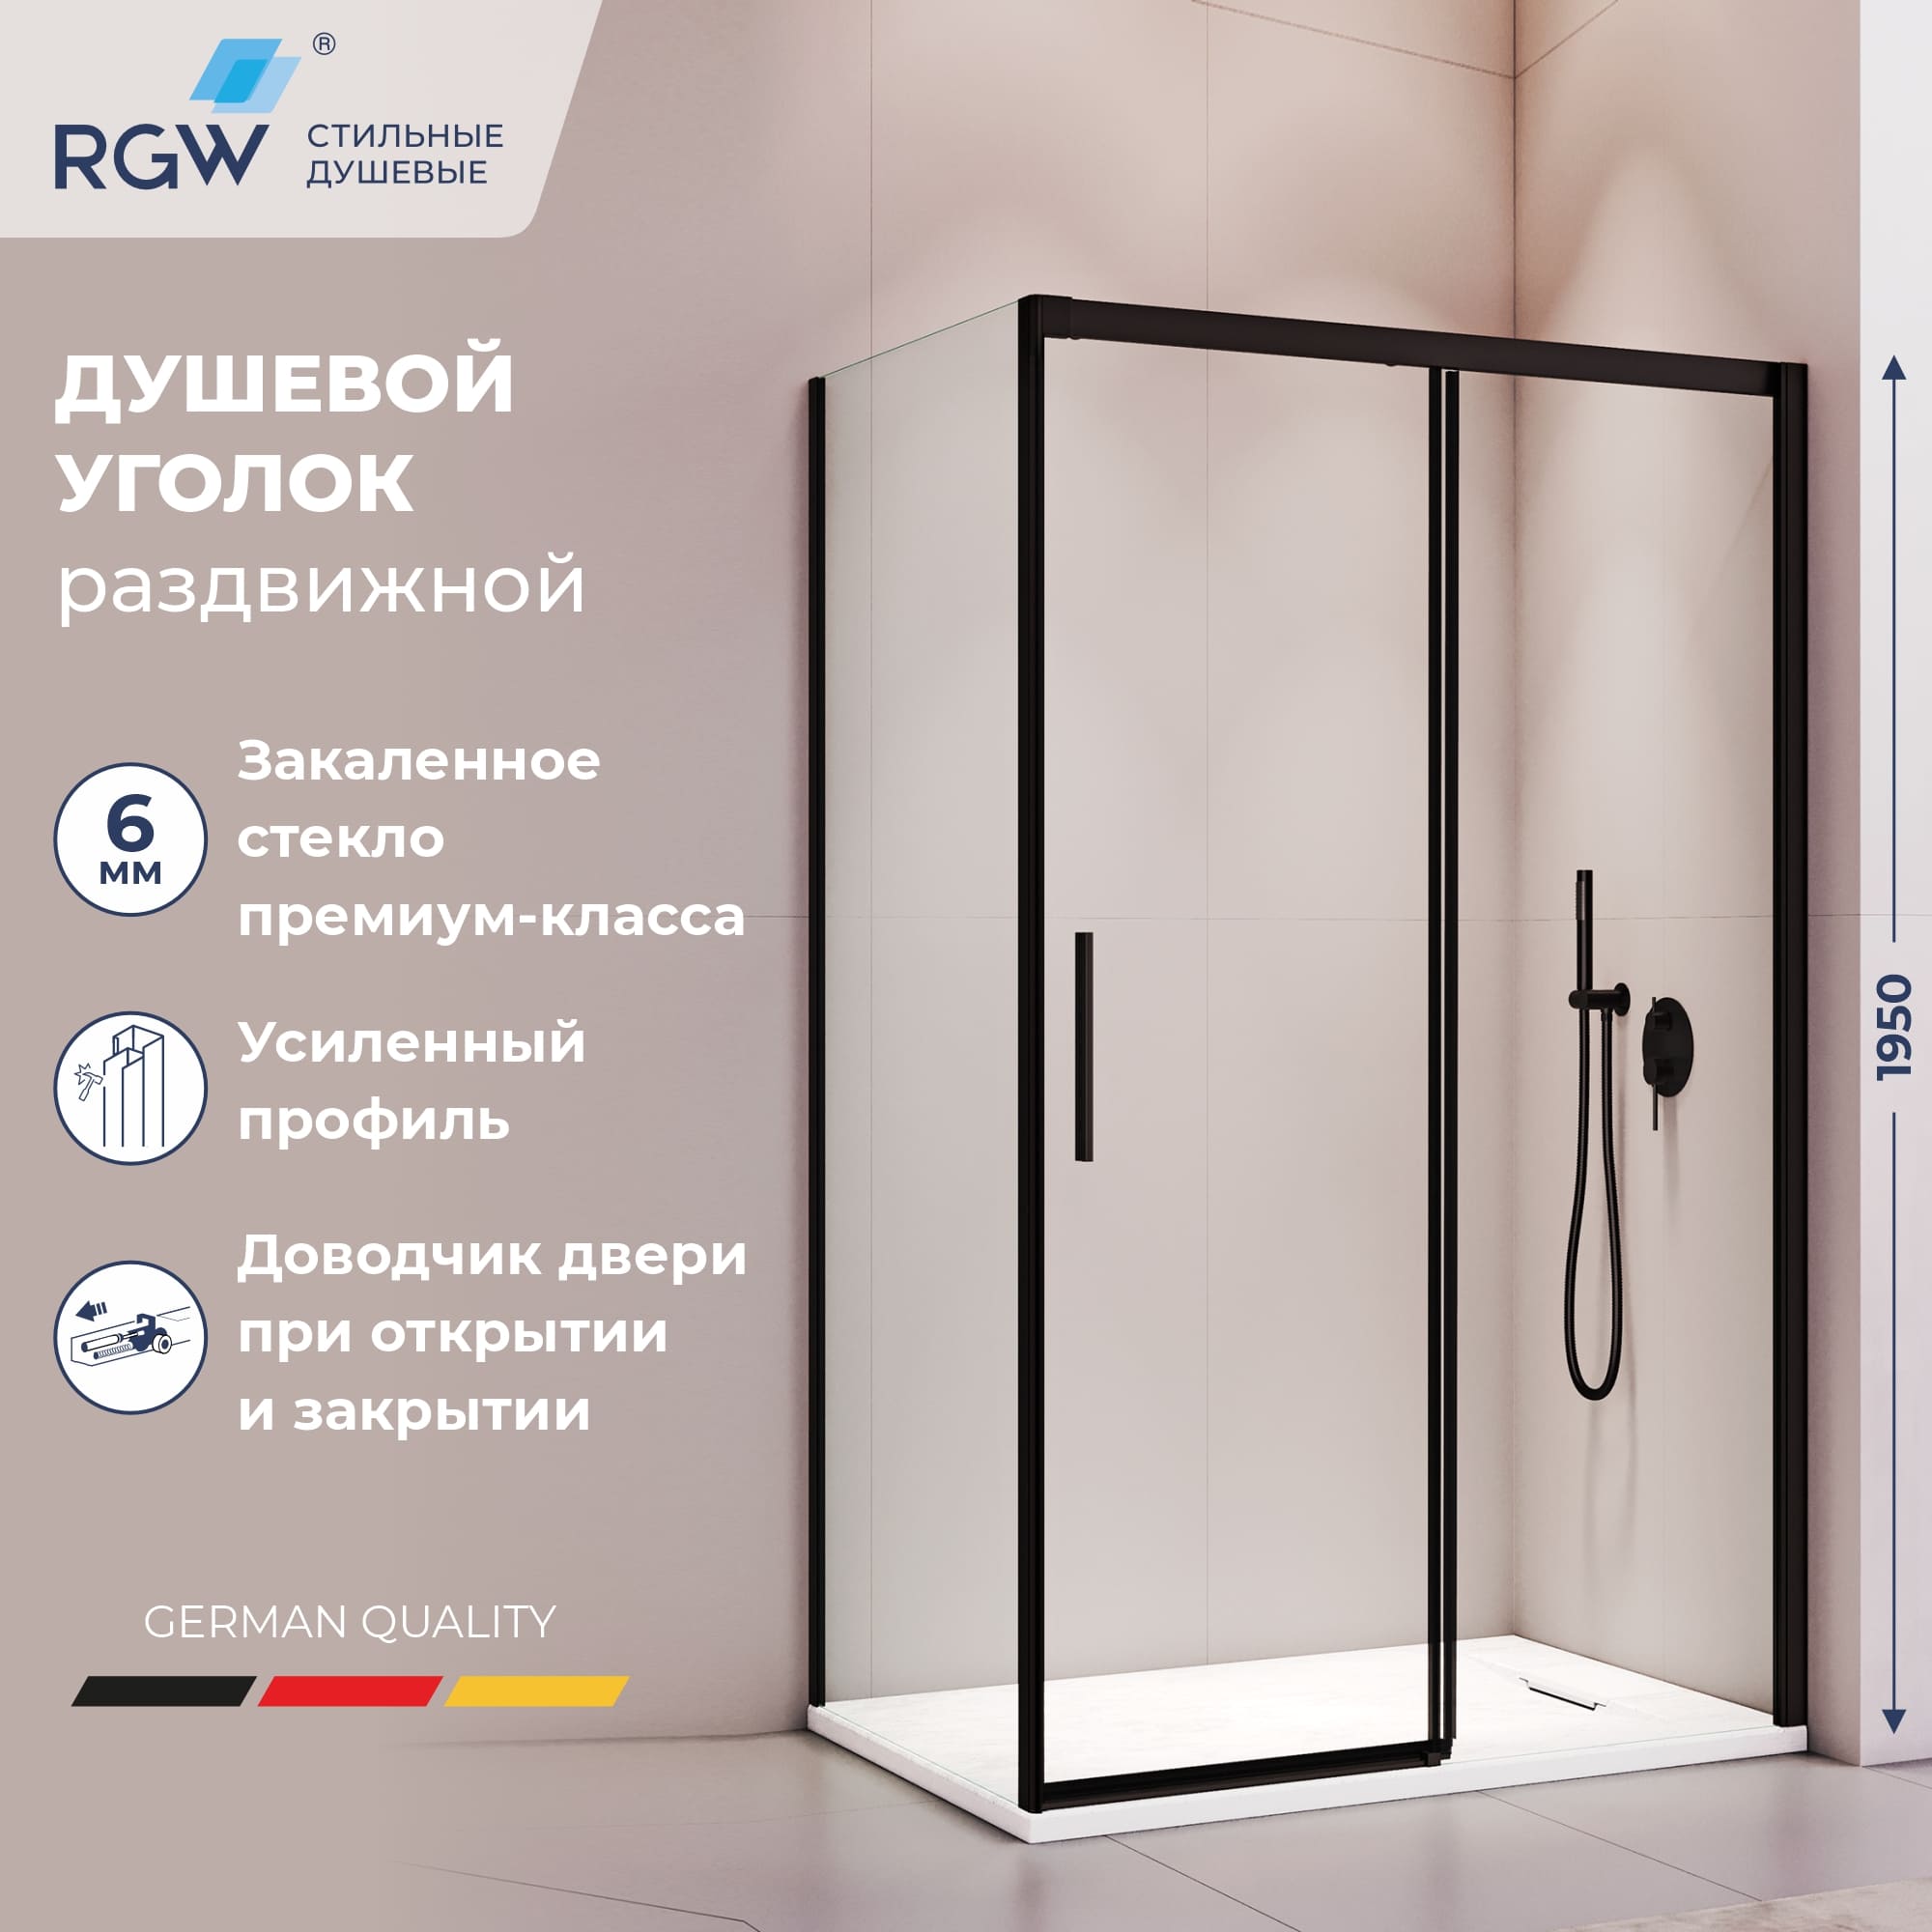 ®
RGW
СТИЛЬНЫЕ
ДУШЕВЫЕ
ДУШЕВОЙ
УГОЛОК
раздвижной
6
мм
Закаленное
стекло
премиум-класса
Усиленный
профиль
Доводчик двери
при открытии
и закрытии
GERMAN QUALITY
1950